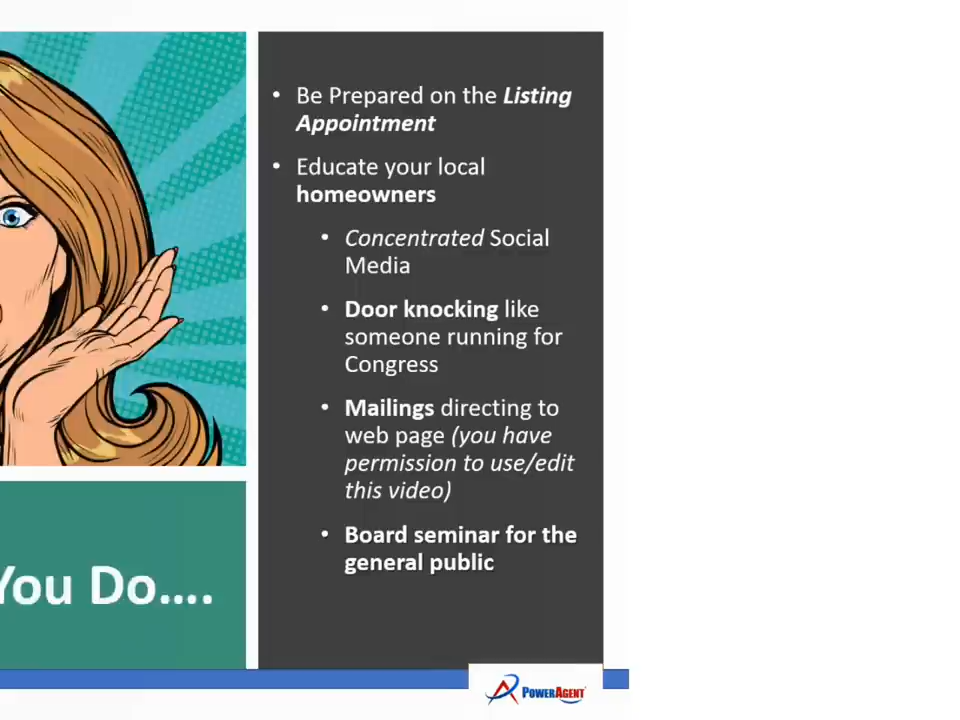 • Be Prepared on the Listing
Appointment
• Educate your local
homeowners
• Concentrated Social
Media
• Door knocking like
someone running for
Congress
• Mailings directing to
web page (you have
permission to use/edit
this video)
• Board seminar for the
general public
You Do....
PowerAgent